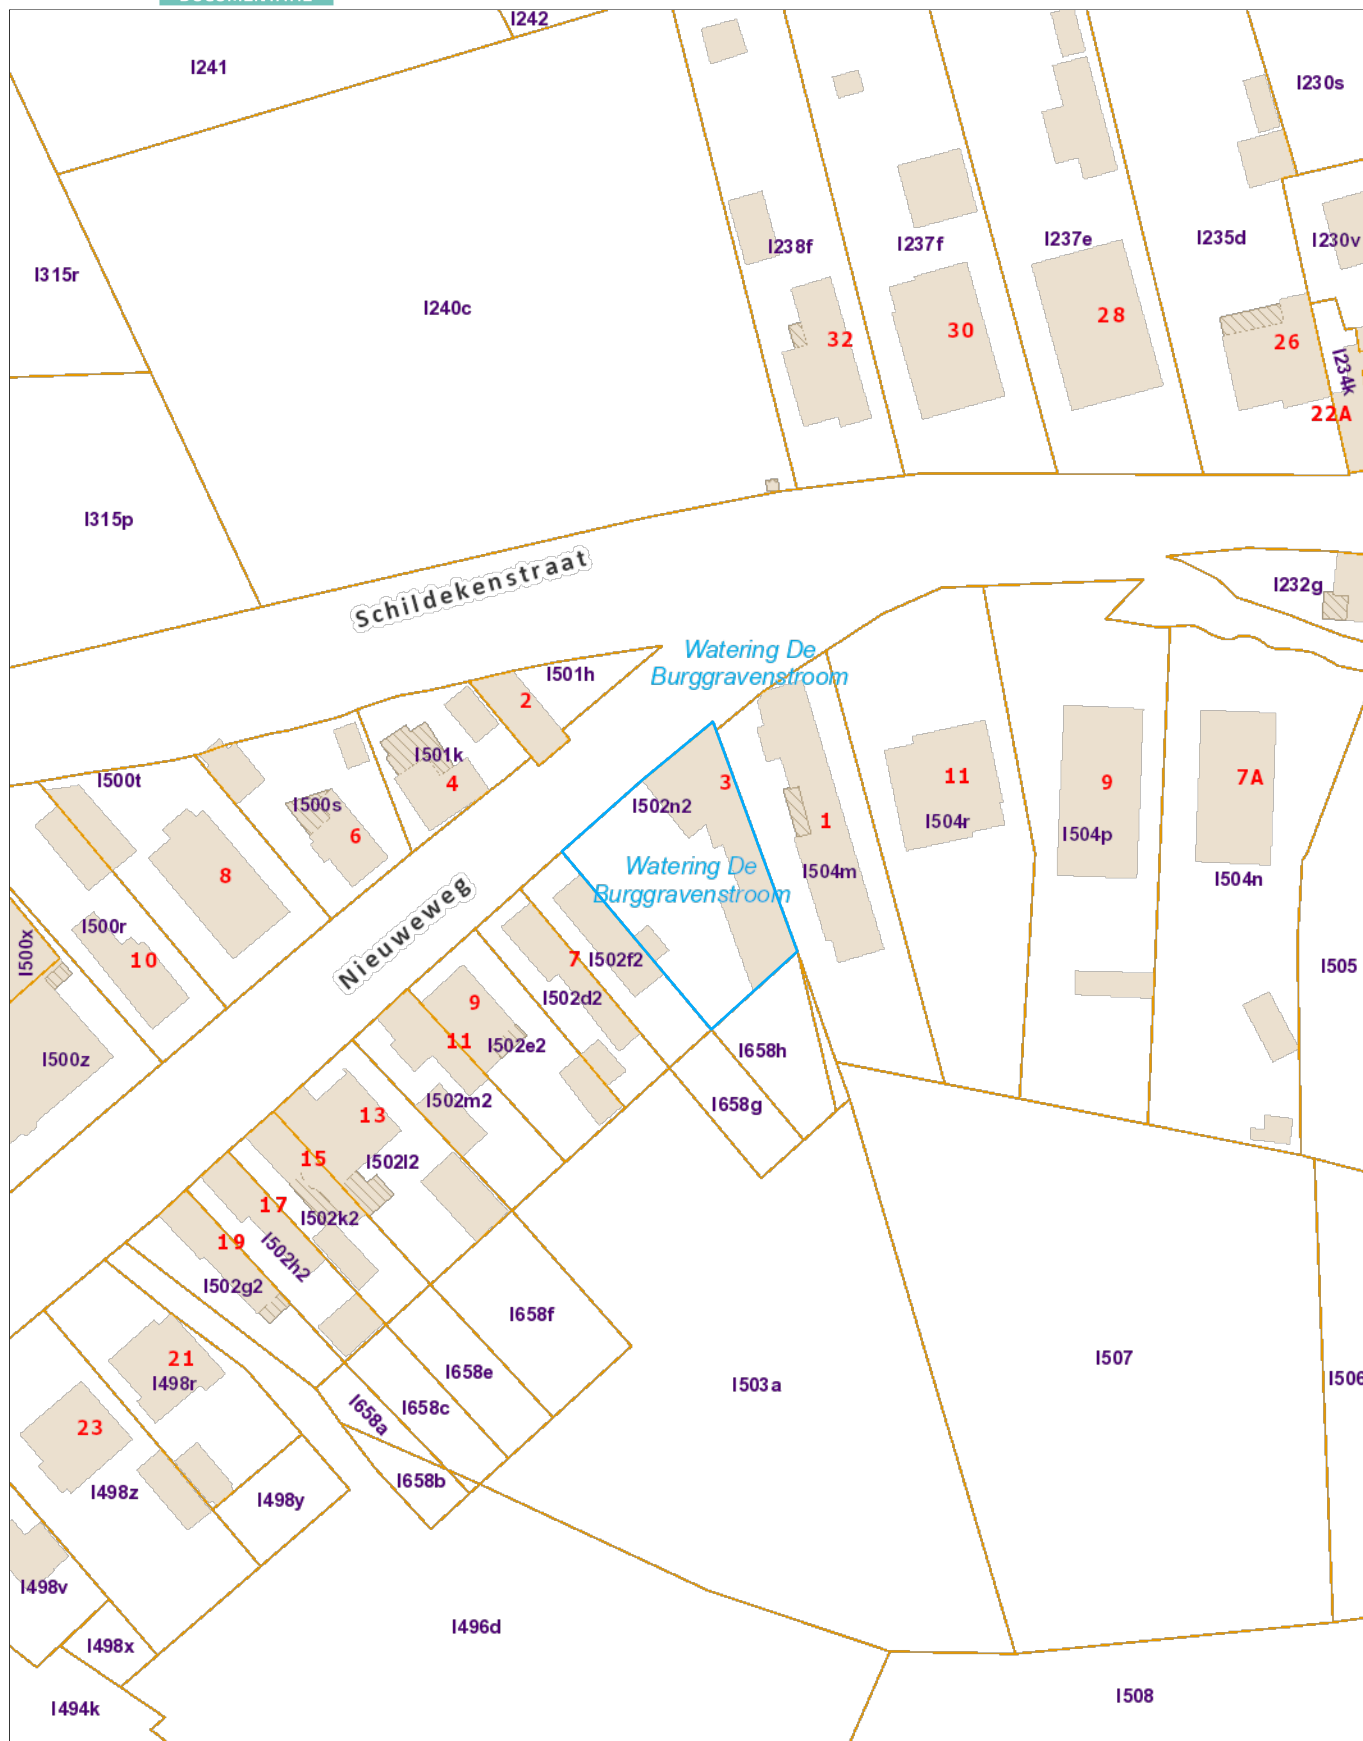 I242
I241
I230s
I315r
I240c
I238f
I237f
I237e
I235d
I230v
32
30
28
26
I234k
22A
I315p
Schildekenstraat
I232g
Watering De
Burggravenstroom
I501h
2
I501k
4
I500t
I500s
6
8
I500r
10
I500x
I500z
Nieuweweg
3
I502n2
Watering De
Burggravenstroom
1
I504m
11
I504r
9
I504p
7A
I504n
I505
7
I502f2
I502d2
9
11
I502e2
I502m2
I658h
I658g
13
15
I502l2
I502k2
17
I502h2
19
I502g2
I658f
I658e
I658c
I658a
I658b
21
I498r
23
I498z
I498y
I498v
I498x
I494k
I496d
I503a
I507
I506
I508